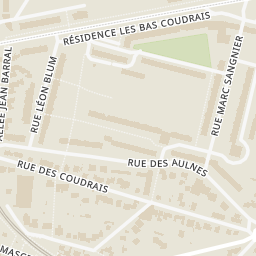 RÉSIDENCE LES BAS COUDRAIS
ALLÉE JEAN BARRAL
RUE LÉON BLUM
RUE MARC SANGNIER
RUE DES AULNES
RUE DES COUDRAIS